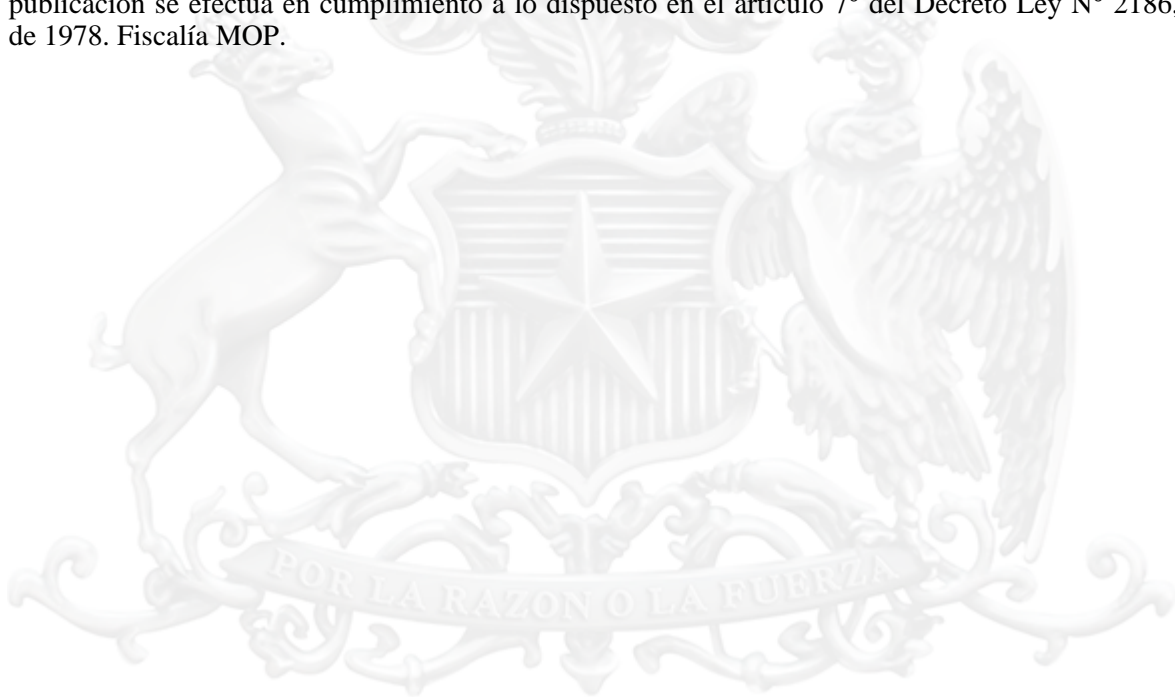 publicación se efectúa en cumplimiento a lo dispuesto en el artículo 7° del Decreto Ley N° 2186,
de 1978. Fiscalía MOP.
POR LA RAZON O LA FUERZA